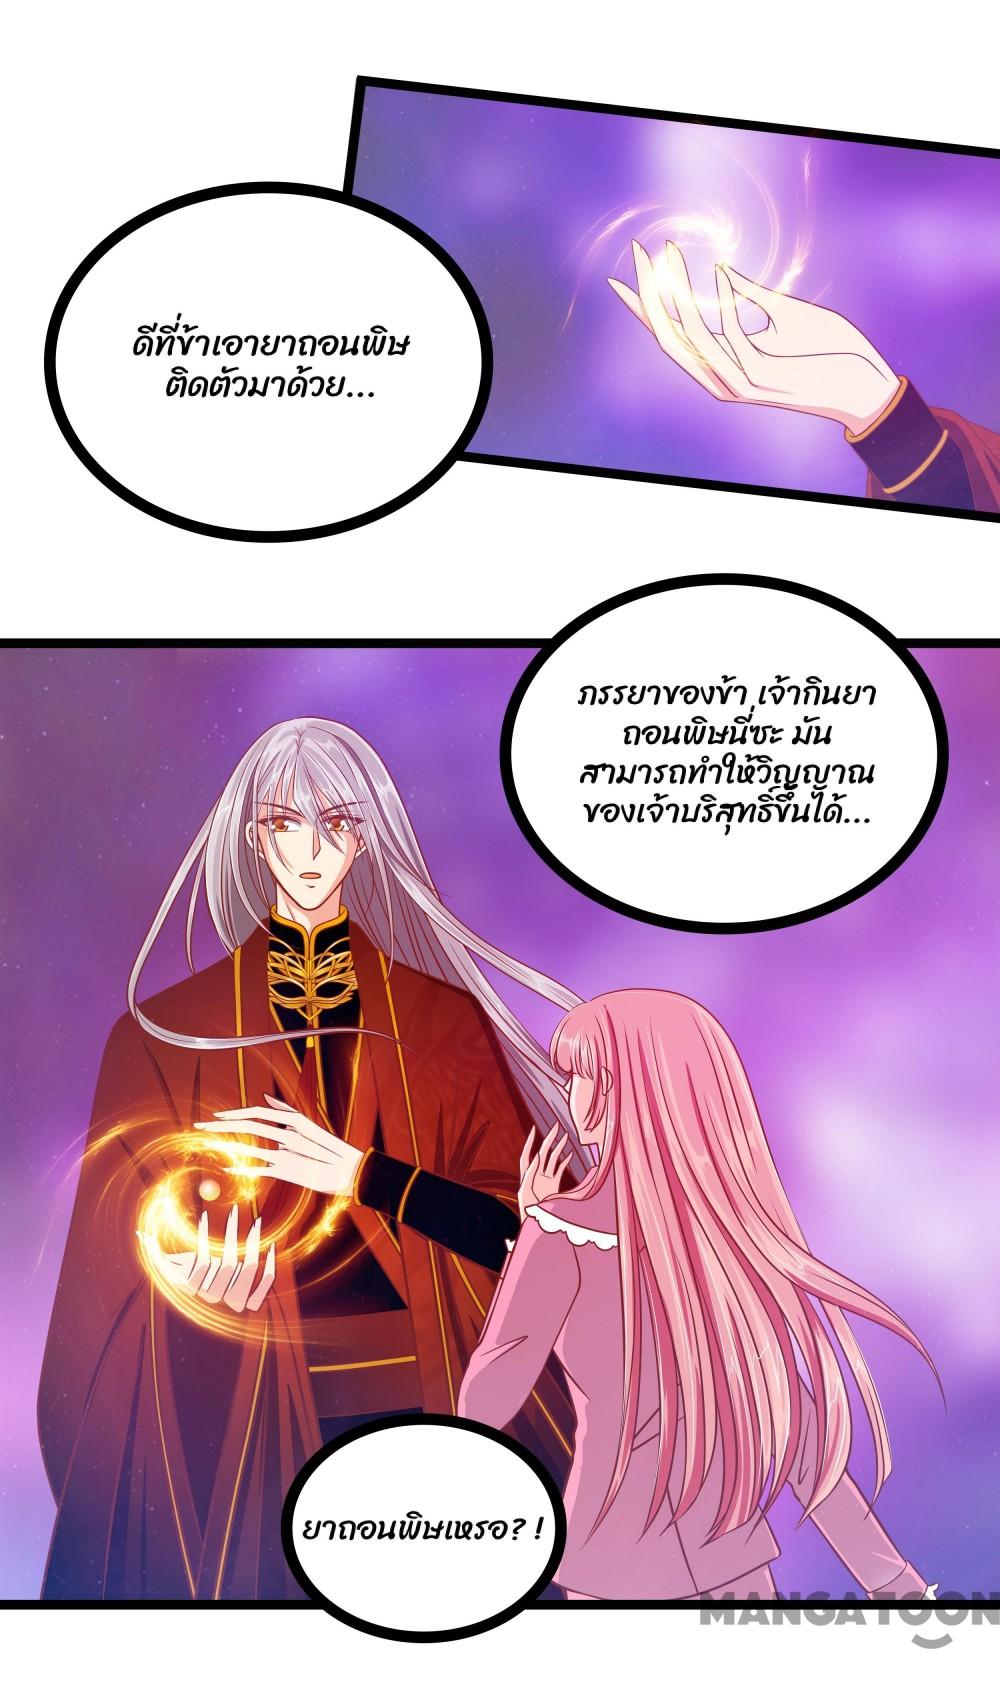 ดีที่ข้าเอายาถอนพิษ
ติดตัวมาด้วย...
ภรรยาของข้า เจ้ากินยา
ถอนพิษนี่ซะ มัน
สามารถทำให้วิญญาณ
ของเจ้าบริสุทธิ์ขึ้นได้...
ยาถอนพิษเหรอ?!
MANGATOON